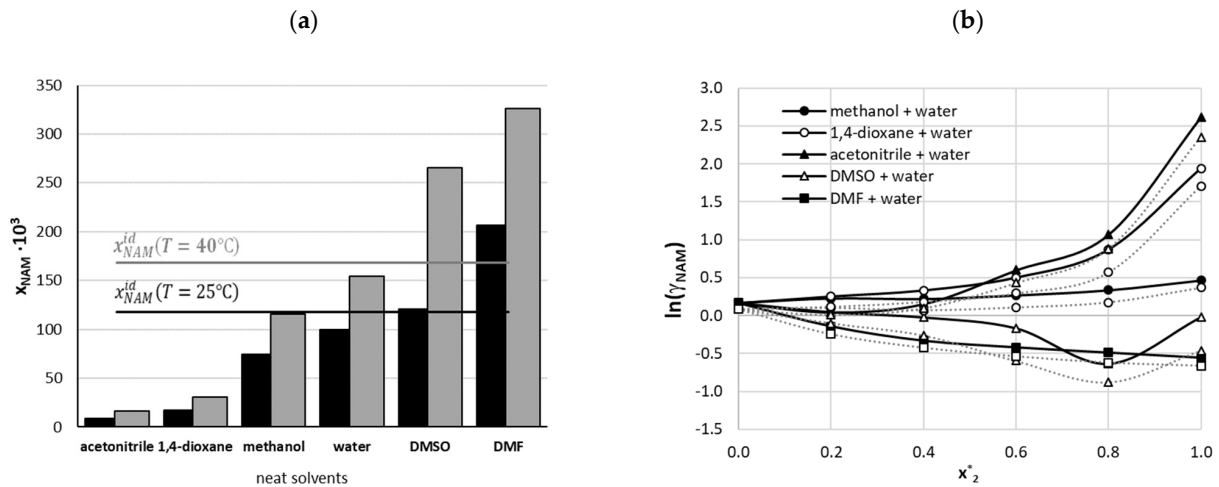 (a)
(b)
350
300
250
200
150
100
50
0
x_NAM ·10³
x^id_NAM (T = 40°C)
x^id_NAM (T = 25°C)
acetonitrile 1,4-dioxane methanol water DMSO DMF
neat solvents
3.0
2.5
2.0
1.5
1.0
0.5
0.0
-0.5
-1.0
-1.5
ln(γ_NAM)
methanol + water
1,4-dioxane + water
acetonitrile + water
DMSO + water
DMF + water
0.0 0.2 0.4 0.6 0.8 1.0
x*₂